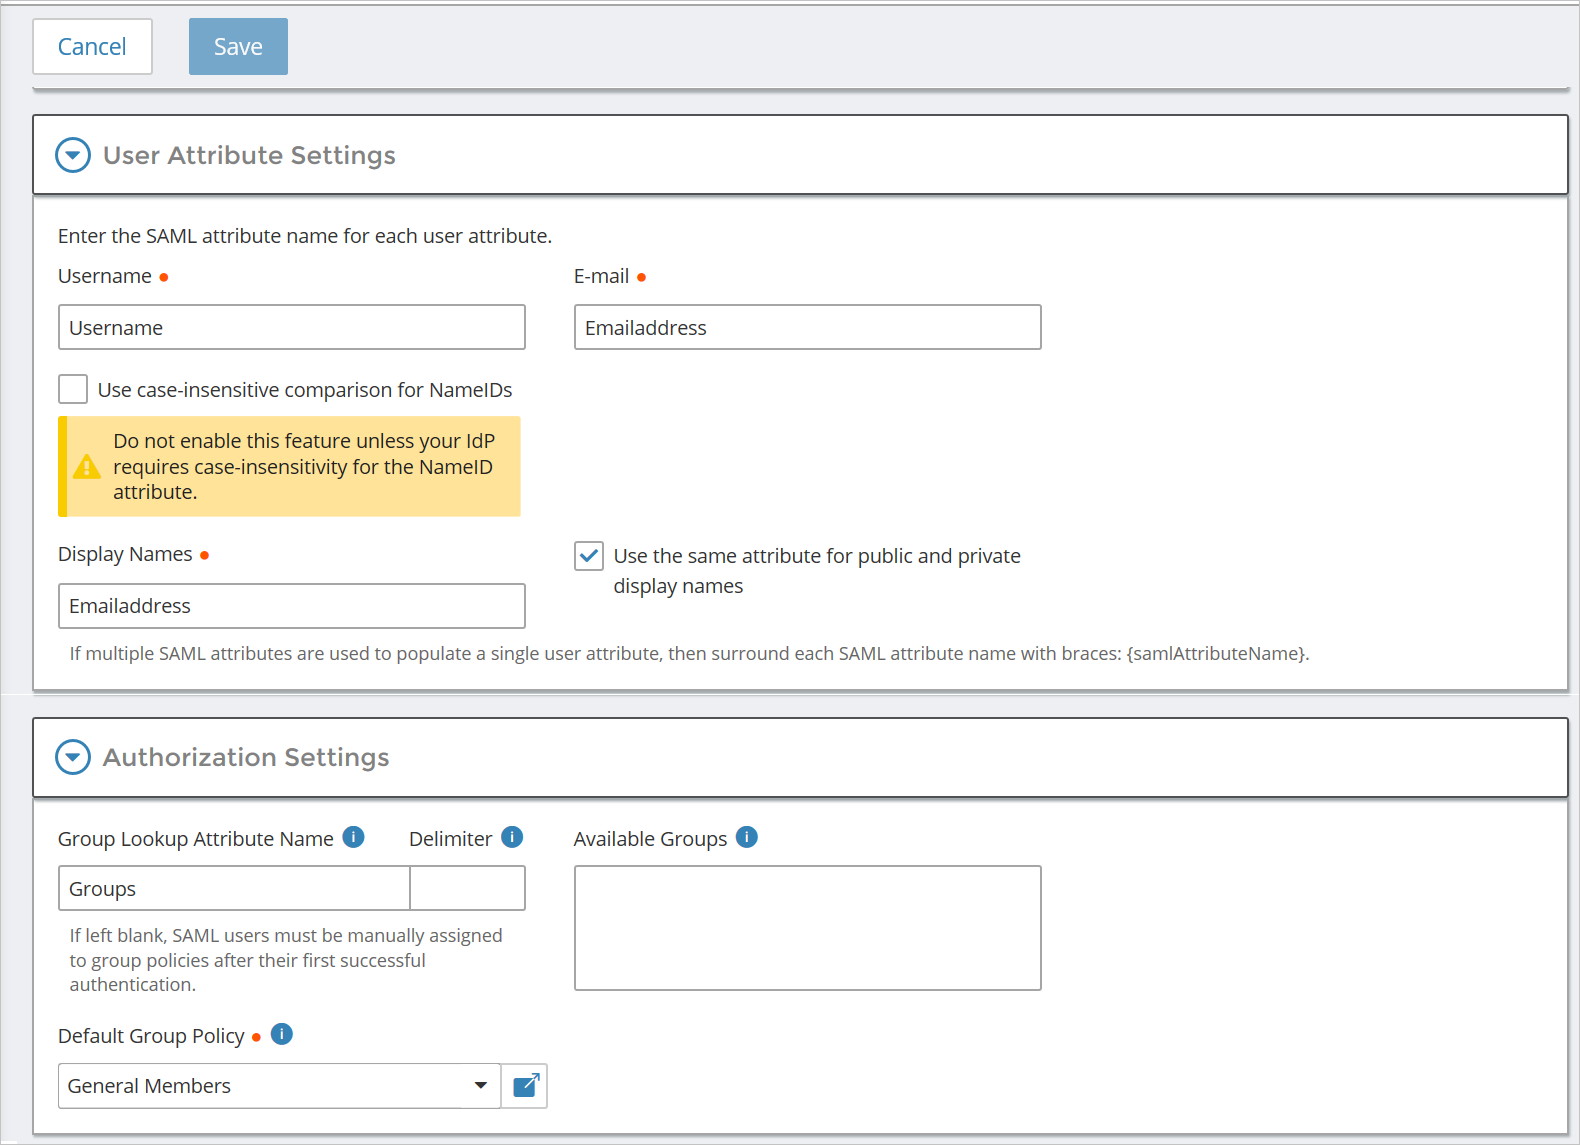 Cancel
Save
User Attribute Settings
Enter the SAML attribute name for each user attribute.
Username
E-mail
Username
Emailaddress
Use case-insensitive comparison for NameIDs
Do not enable this feature unless your IdP
requires case-insensitivity for the NameID
attribute.
Display Names
Use the same attribute for public and private
display names
Emailaddress
If multiple SAML attributes are used to populate a single user attribute, then surround each SAML attribute name with braces: {samlAttributeName}.
Authorization Settings
Group Lookup Attribute Name
Delimiter
Available Groups
Groups
If left blank, SAML users must be manually assigned
to group policies after their first successful
authentication.
Default Group Policy
General Members